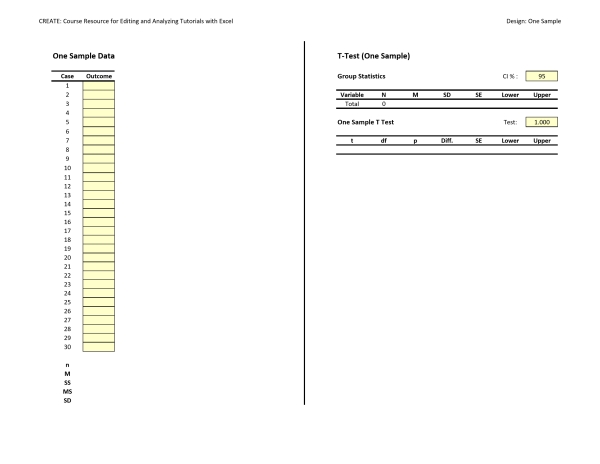 CREATE: Course Resource for Editing and Analyzing Tutorials with Excel
Design: One Sample
One Sample Data
Case Outcome
1
2
3
4
5
6
7
8
9
10
11
12
13
14
15
16
17
18
19
20
21
22
23
24
25
26
27
28
29
30
n
M
SS
MS
SD
T-Test (One Sample)
Group Statistics CI % : 95
Variable N M SD SE Lower Upper
Total 0
One Sample T Test Test: 1.000
t df p Diff. SE Lower Upper